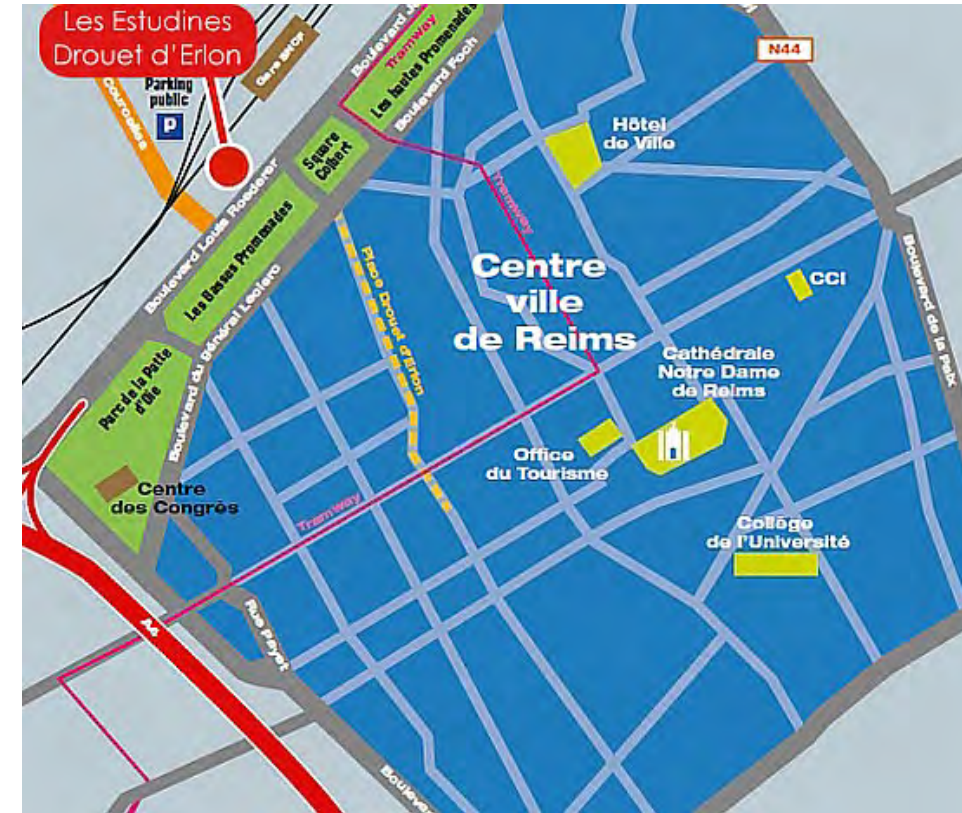 Les Estudines
Drouet d'Erlon
Gare SNCF
Parking
public
P
Courcelles
Boulevard Louis Roederer
Boulevard
Tramway
Les hautes Promenades
Boulevard Foch
Square
Colbert
Les Basses Promenades
Boulevard du général Leclerc
Parc de la Patte
d'Oie
Centre
des Congrès
Place Drouet d'Erlon
Tramway
N44
Hôtel
de Ville
Centre
ville
de Reims
CCI
Boulevard de la Paix
Cathédrale
Notre Dame
de Reims
Office
du Tourisme
Tramway
Collège
de l'Université
A4
Rue Payet